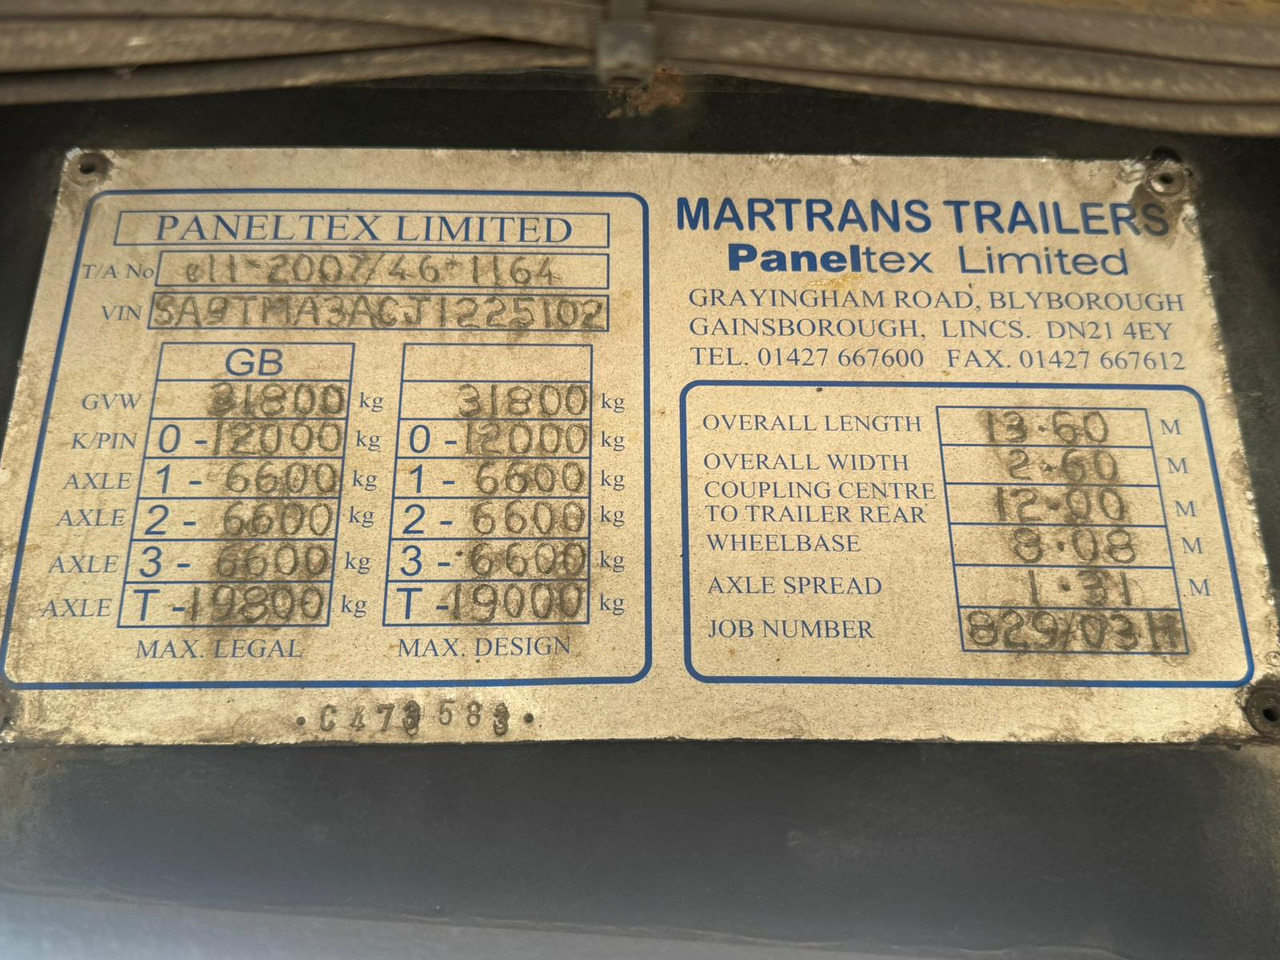 PANELTEX LIMITED
T/A No e11*2007/46*1164
VIN SA9TMA3ACJ1225102
GB
GVW 31800 kg 31800 kg
K/PIN 0-12000 kg 0-12000 kg
AXLE 1-6600 kg 1-6600 kg
AXLE 2-6600 kg 2-6600 kg
AXLE 3-6600 kg 3-6600 kg
AXLE T-19800 kg T-19000 kg
MAX. LEGAL MAX. DESIGN
C473583
MARTRANS TRAILERS
Paneltex Limited
GRAYINGHAM ROAD, BLYBOROUGH
GAINSBOROUGH, LINCS. DN21 4EY
TEL. 01427 667600 FAX. 01427 667612
OVERALL LENGTH 13.60 M
OVERALL WIDTH 2.60 M
COUPLING CENTRE
TO TRAILER REAR 12.00 M
WHEELBASE 8.08 M
AXLE SPREAD 1.31 M
JOB NUMBER 829/03H